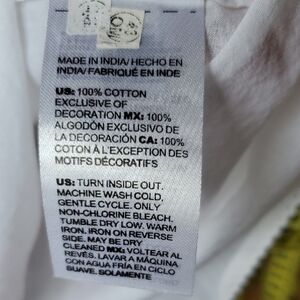 MADE IN INDIA/HECHO EN
INDIA/FABRIQUÉ EN INDE
US: 100% COTTON
EXCLUSIVE OF
DECORATION MX: 100%
ALGODÓN EXCLUSIVO DE
LA DECORACIÓN CA: 100%
COTON À L'EXCEPTION DES
MOTIFS DÉCORATIFS
US: TURN INSIDE OUT.
MACHINE WASH COLD,
GENTLE CYCLE. ONLY
NON-CHLORINE BLEACH.
TUMBLE DRY LOW. WARM
IRON. IRON ON REVERSE
SIDE. MAY BE DRY
CLEANED MX: VOLTEAR AL
REVÉS. LAVAR A MÁQUINA
CON AGUA FRÍA EN CICLO
SUAVE. SOLAMENTE